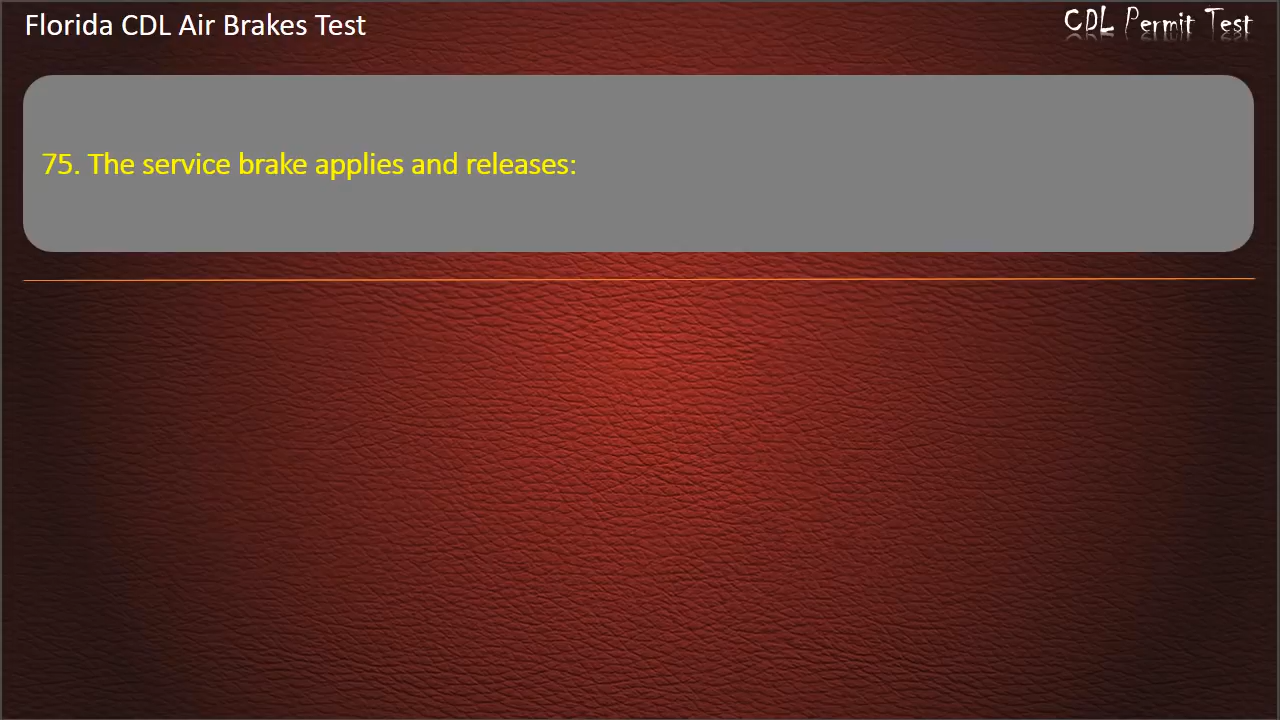 Florida CDL Air Brakes Test
CDL Permit Test
75. The service brake applies and releases: